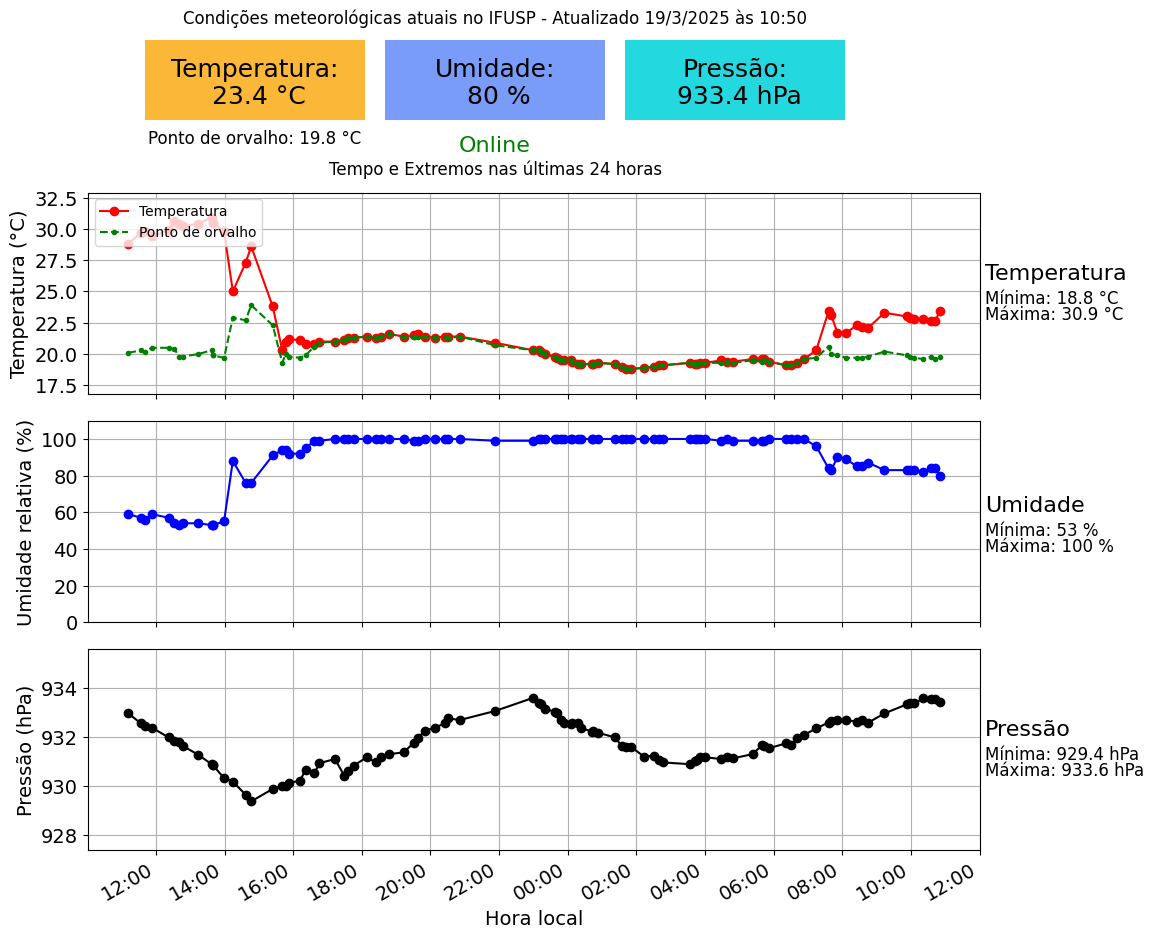 Condições meteorológicas atuais no IFUSP - Atualizado 19/3/2025 às 10:50
Temperatura:
23.4 °C
Umidade:
80 %
Pressão:
933.4 hPa
Ponto de orvalho: 19.8 °C
Online
Tempo e Extremos nas últimas 24 horas
Temperatura (°C)
32.5
30.0
27.5
25.0
22.5
20.0
17.5
Temperatura
Ponto de orvalho
Temperatura
Mínima: 18.8 °C
Máxima: 30.9 °C
Umidade relativa (%)
100
80
60
40
20
0
Umidade
Mínima: 53 %
Máxima: 100 %
Pressão (hPa)
934
932
930
928
Pressão
Mínima: 929.4 hPa
Máxima: 933.6 hPa
12:00 14:00 16:00 18:00 20:00 22:00 00:00 02:00 04:00 06:00 08:00 10:00 12:00
Hora local